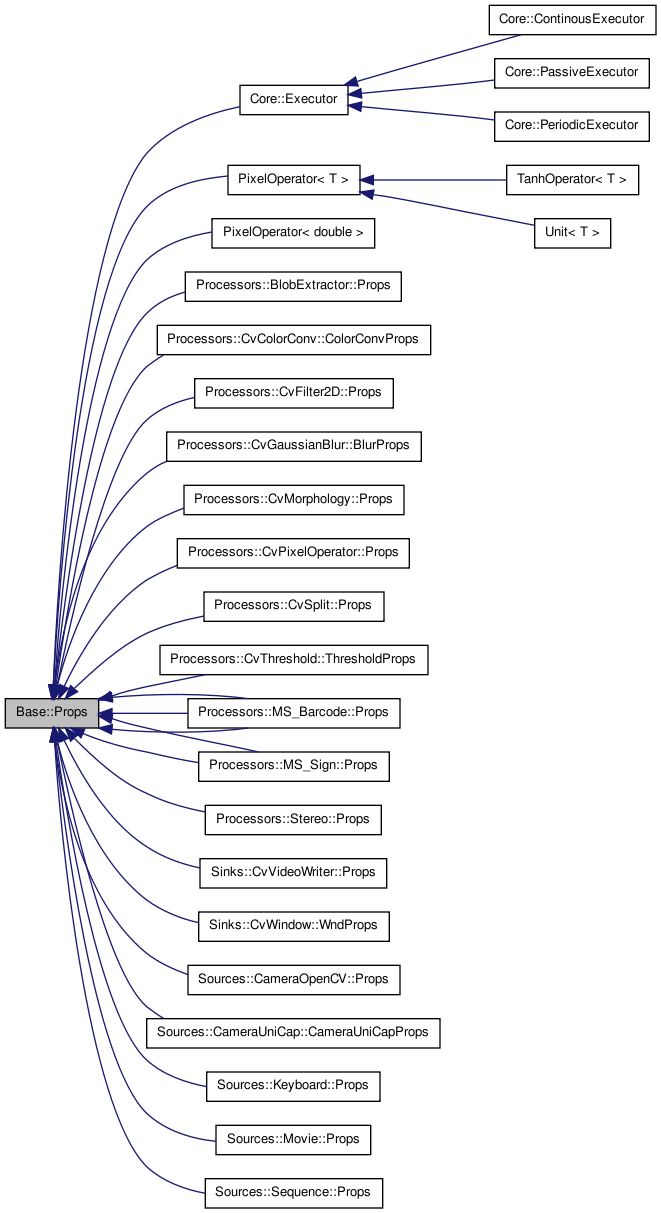 Core::ContinousExecutor
Core::PassiveExecutor
Core::Executor
Core::PeriodicExecutor
PixelOperator< T >
TanhOperator< T >
PixelOperator< double >
Unit< T >
Processors::BlobExtractor::Props
Processors::CvColorConv::ColorConvProps
Processors::CvFilter2D::Props
Processors::CvGaussianBlur::BlurProps
Processors::CvMorphology::Props
Processors::CvPixelOperator::Props
Processors::CvSplit::Props
Processors::CvThreshold::ThresholdProps
Base::Props
Processors::MS_Barcode::Props
Processors::MS_Sign::Props
Processors::Stereo::Props
Sinks::CvVideoWriter::Props
Sinks::CvWindow::WndProps
Sources::CameraOpenCV::Props
Sources::CameraUniCap::CameraUniCapProps
Sources::Keyboard::Props
Sources::Movie::Props
Sources::Sequence::Props